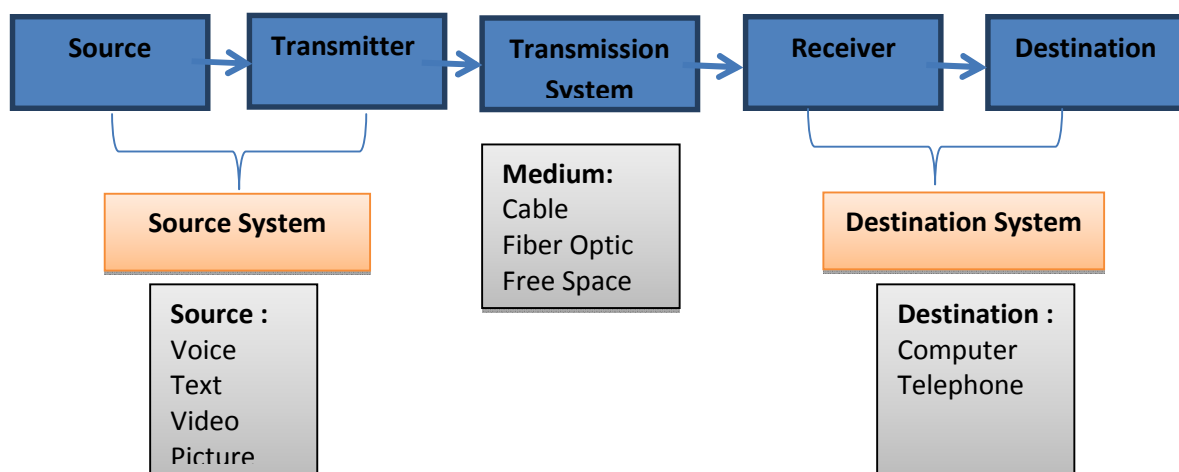 Source
Transmitter
Transmission
System
Receiver
Destination
Source System
Medium:
Cable
Fiber Optic
Free Space
Destination System
Source :
Voice
Text
Video
Picture
Destination :
Computer
Telephone